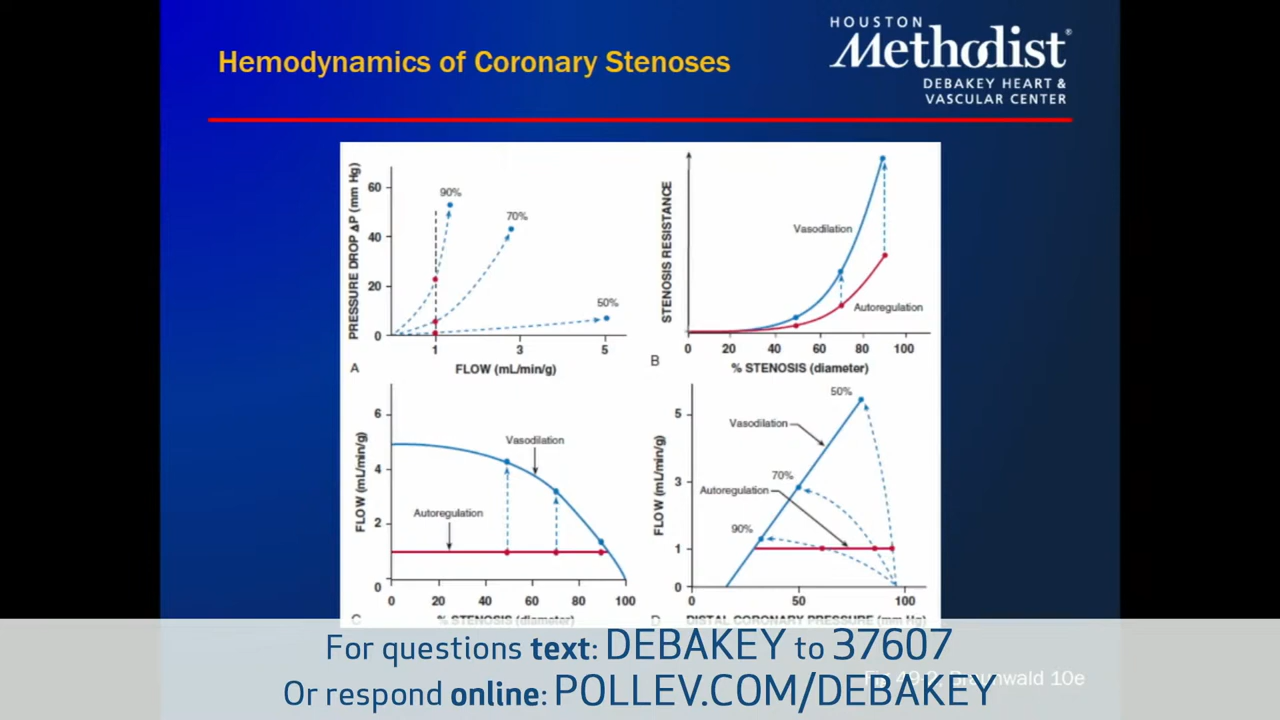 Hemodynamics of Coronary Stenoses
HOUSTON
Methodist®
DEBAKEY HEART &
VASCULAR CENTER
PRESSURE DROP ΔP (mm Hg)
60
40
20
0
90%
70%
50%
1
3
5
A
FLOW (mL/min/g)
STENOSIS RESISTANCE
Vasodilation
Autoregulation
0
20
40
60
80
100
B
% STENOSIS (diameter)
FLOW (mL/min/g)
6
4
2
0
Vasodilation
Autoregulation
0
20
40
60
80
100
C
% STENOSIS (diameter)
FLOW (mL/min/g)
5
3
1
0
50%
Vasodilation
70%
Autoregulation
90%
0
50
100
D
DISTAL CORONARY PRESSURE (mm Hg)
For questions text: DEBAKEY to 37607
Or respond online: POLLEV.COM/DEBAKEY
Braunwald 10e